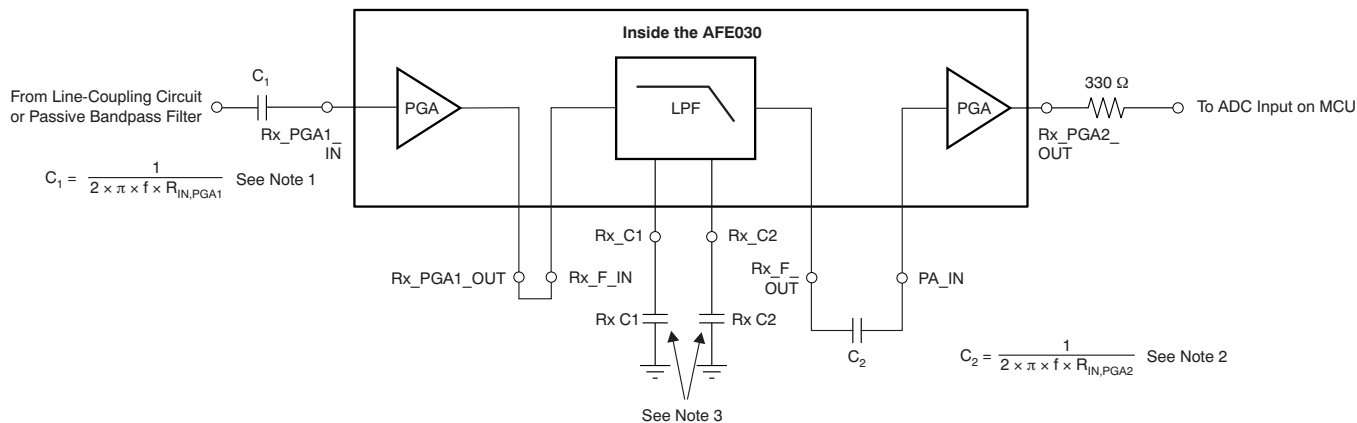 Inside the AFE030
From Line-Coupling Circuit
or Passive Bandpass Filter
C1
Rx_PGA1_
IN
PGA
LPF
PGA
Rx_PGA2_
OUT
330 Ω
To ADC Input on MCU
C1 = 1 / (2 × π × f × RIN,PGA1) See Note 1
Rx_C1
Rx_C2
Rx_PGA1_OUT
Rx_F_IN
Rx_F_
OUT
PA_IN
Rx C1
Rx C2
C2
C2 = 1 / (2 × π × f × RIN,PGA2) See Note 2
See Note 3